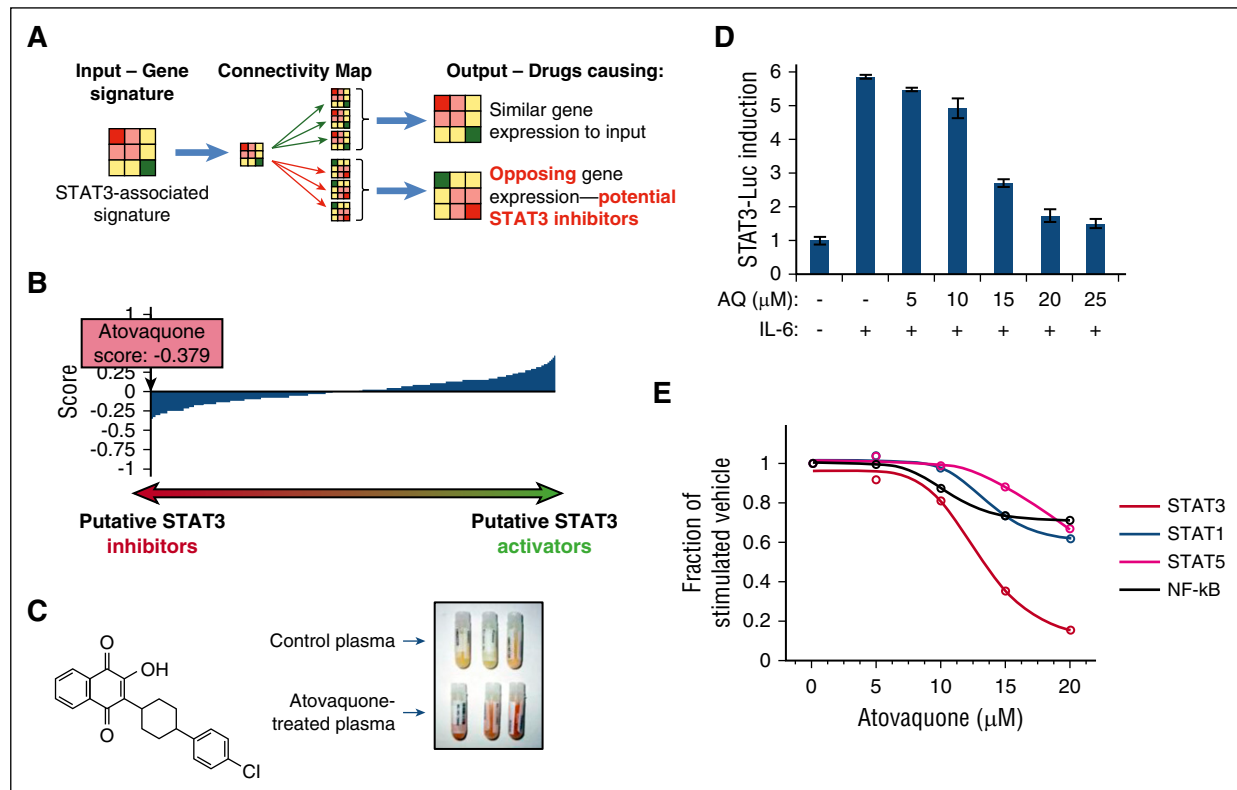 A
Input – Gene
signature
Connectivity Map
Output – Drugs causing:
STAT3-associated
signature
Similar gene
expression to input
Opposing gene
expression—potential
STAT3 inhibitors
B
1
Atovaquone
score: -0.379
0.25
0
-0.25
-0.5
-0.75
-1
Score
Putative STAT3
inhibitors
Putative STAT3
activators
C
O
OH
O
Cl
Control plasma
Atovaquone-
treated plasma
D
STAT3-Luc induction
6
5
4
3
2
1
0
AQ (μM): - - 5 10 15 20 25
IL-6: - + + + + + +
E
Fraction of
stimulated vehicle
1
0.8
0.6
0.4
0.2
0
0 5 10 15 20
Atovaquone (μM)
STAT3
STAT1
STAT5
NF-kB